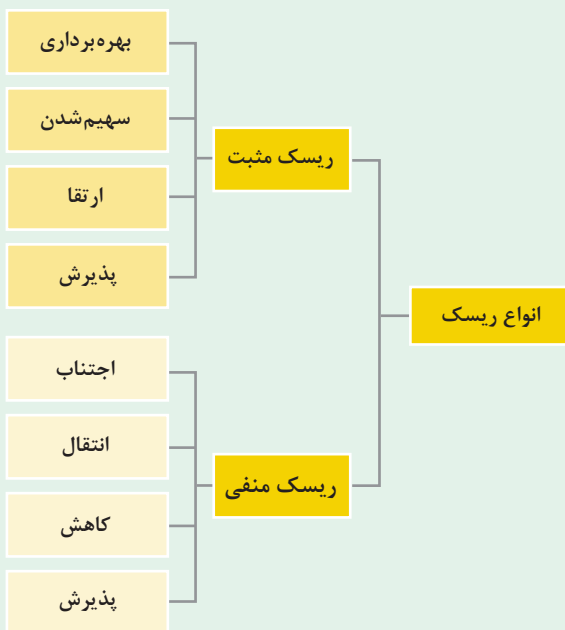 انواع ریسک
ریسک مثبت
بهره‌برداری
سهیم‌شدن
ارتقا
پذیرش
ریسک منفی
اجتناب
انتقال
کاهش
پذیرش